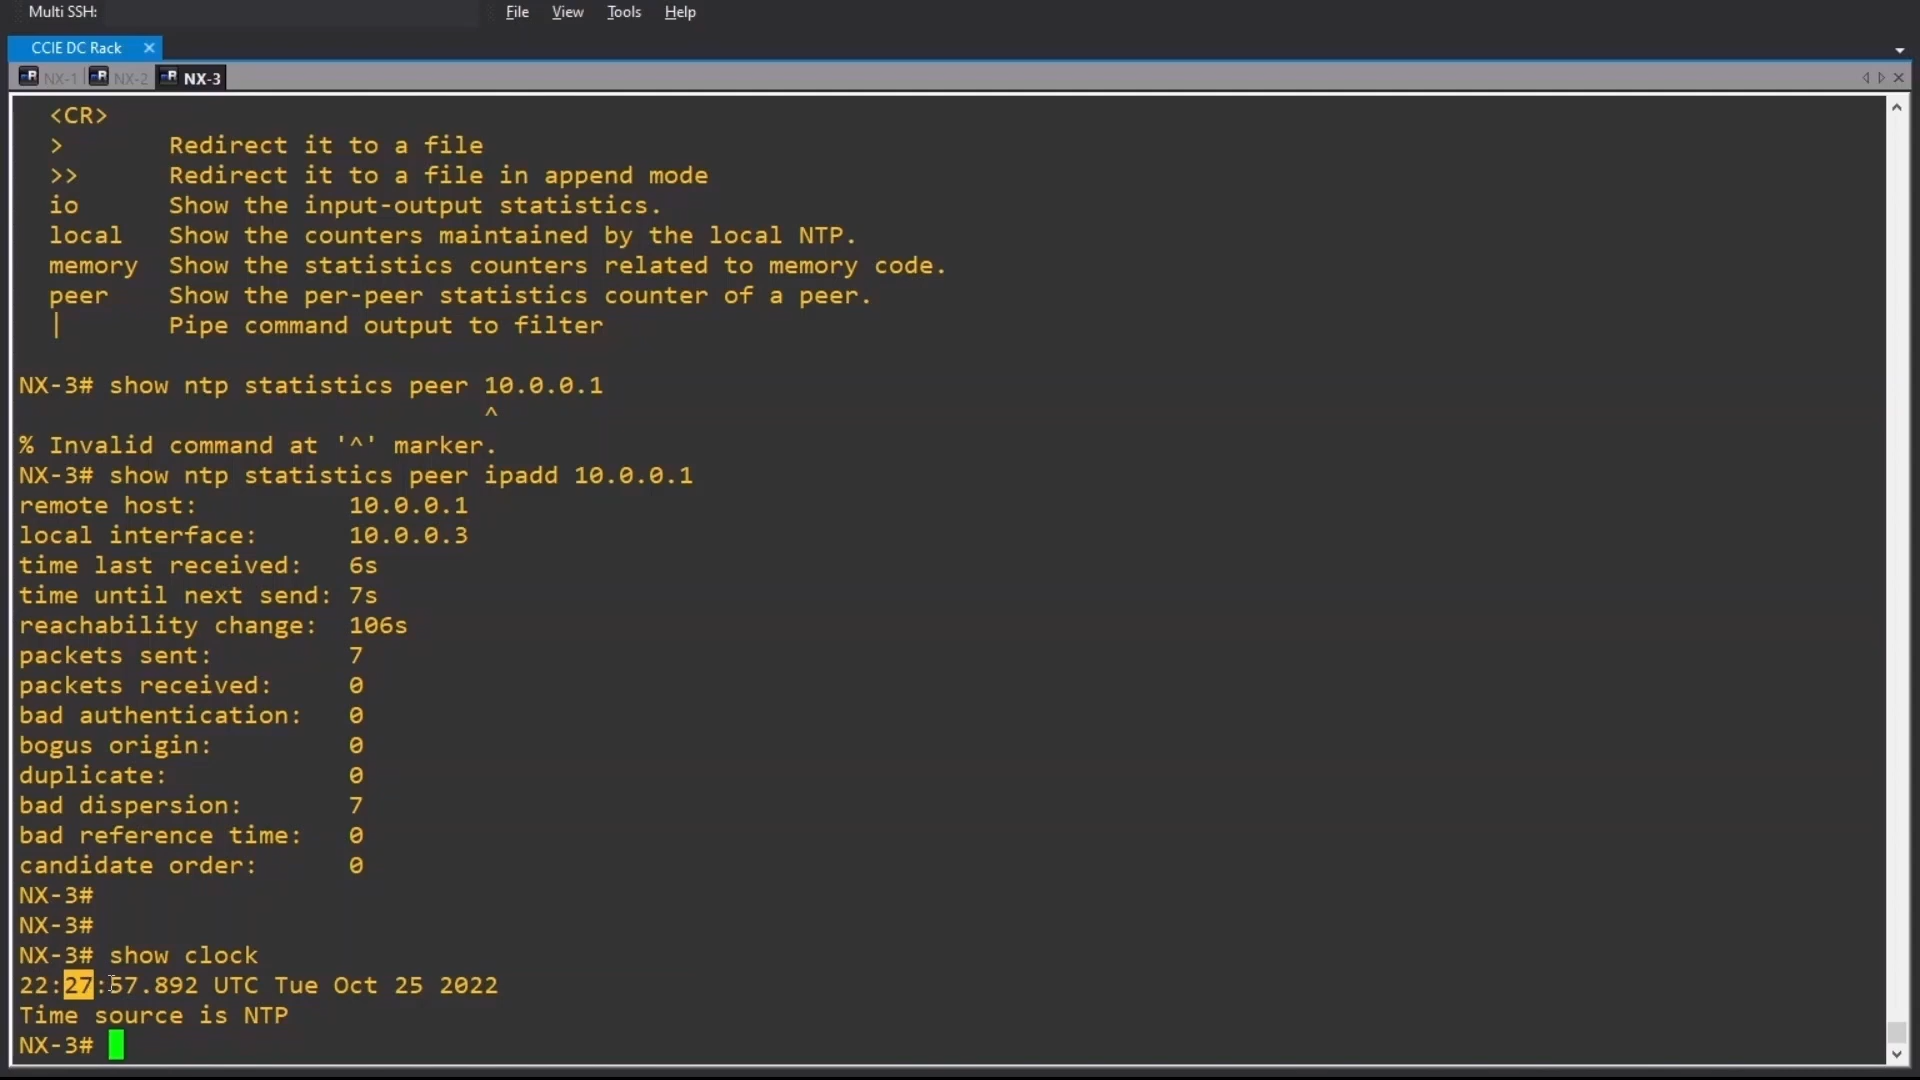 Multi SSH: File View Tools Help
CCIE DC Rack
NX-1 NX-2 NX-3
<CR>
> Redirect it to a file
>> Redirect it to a file in append mode
io Show the input-output statistics.
local Show the counters maintained by the local NTP.
memory Show the statistics counters related to memory code.
peer Show the per-peer statistics counter of a peer.
| Pipe command output to filter
NX-3# show ntp statistics peer 10.0.0.1
^
% Invalid command at '^' marker.
NX-3# show ntp statistics peer ipadd 10.0.0.1
remote host: 10.0.0.1
local interface: 10.0.0.3
time last received: 6s
time until next send: 7s
reachability change: 106s
packets sent: 7
packets received: 0
bad authentication: 0
bogus origin: 0
duplicate: 0
bad dispersion: 7
bad reference time: 0
candidate order: 0
NX-3#
NX-3#
NX-3# show clock
22:27:57.892 UTC Tue Oct 25 2022
Time source is NTP
NX-3#